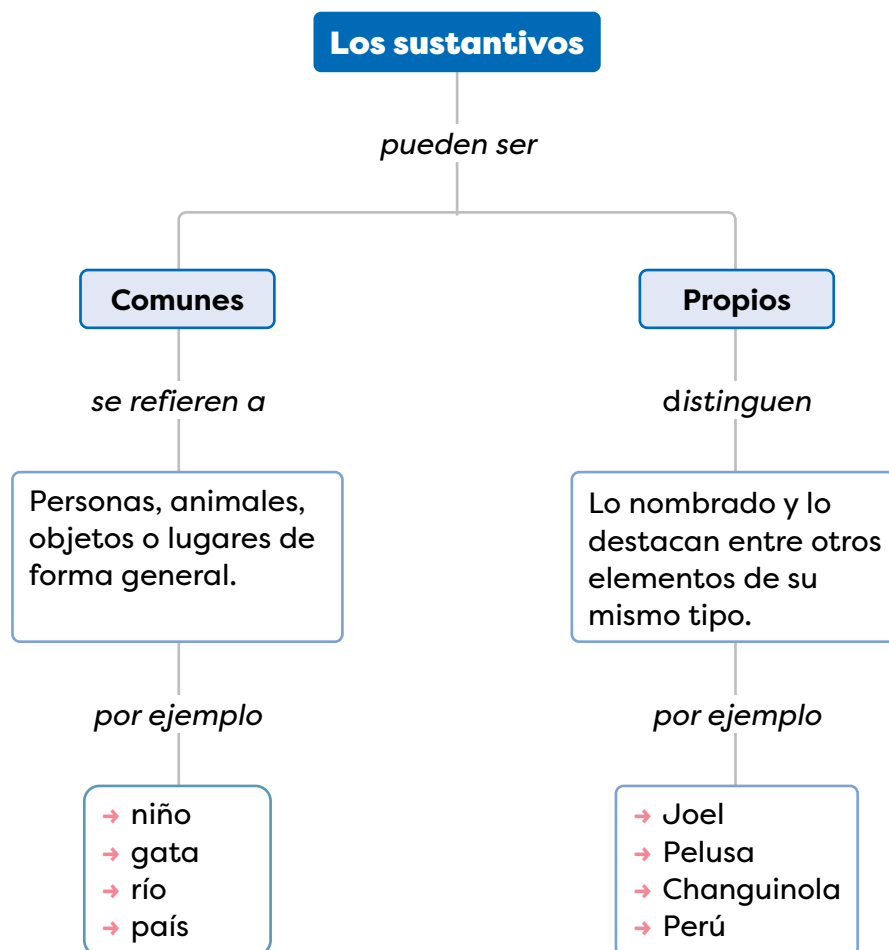 Los sustantivos
pueden ser
Comunes
se refieren a
Personas, animales,
objetos o lugares de
forma general.
por ejemplo
→ niño
→ gata
→ río
→ país
Propios
distinguen
Lo nombrado y lo
destacan entre otros
elementos de su
mismo tipo.
por ejemplo
→ Joel
→ Pelusa
→ Changuinola
→ Perú